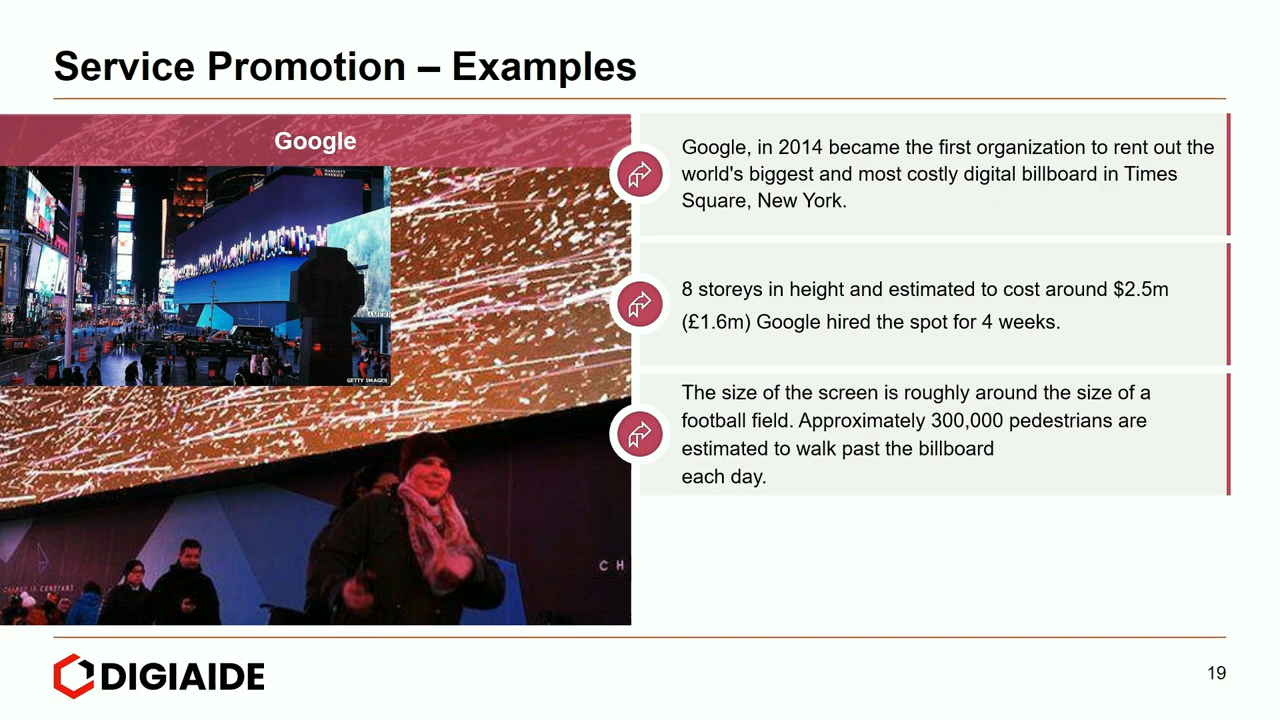 Service Promotion – Examples
Google
MARRIOTT
MARQUIS
GETTY IMAGES
C H
Google, in 2014 became the first organization to rent out the
world's biggest and most costly digital billboard in Times
Square, New York.
8 storeys in height and estimated to cost around $2.5m
(£1.6m) Google hired the spot for 4 weeks.
The size of the screen is roughly around the size of a
football field. Approximately 300,000 pedestrians are
estimated to walk past the billboard
each day.
DIGIAIDE
19